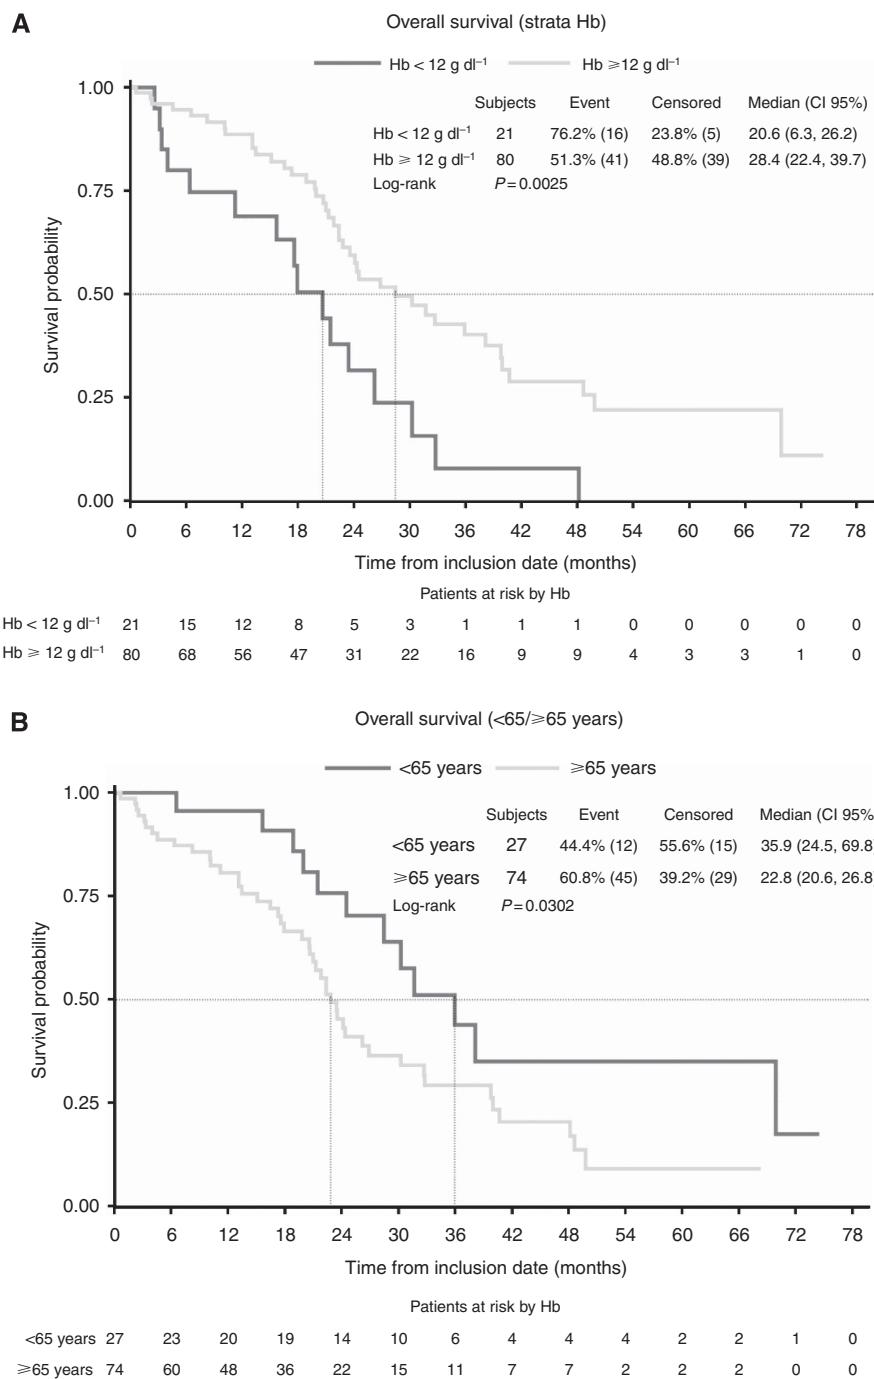 A
Overall survival (strata Hb)
Hb < 12 g dl⁻¹ Hb ⩾12 g dl⁻¹
Subjects Event Censored Median (CI 95%)
Hb < 12 g dl⁻¹ 21 76.2% (16) 23.8% (5) 20.6 (6.3, 26.2)
Hb ⩾ 12 g dl⁻¹ 80 51.3% (41) 48.8% (39) 28.4 (22.4, 39.7)
Log-rank P=0.0025
1.00
0.75
0.50
0.25
0.00
Survival probability
0 6 12 18 24 30 36 42 48 54 60 66 72 78
Time from inclusion date (months)
Patients at risk by Hb
Hb < 12 g dl⁻¹ 21 15 12 8 5 3 1 1 1 0 0 0 0 0
Hb ⩾ 12 g dl⁻¹ 80 68 56 47 31 22 16 9 9 4 3 3 1 0
B
Overall survival (<65/⩾65 years)
<65 years ⩾65 years
Subjects Event Censored Median (CI 95%
<65 years 27 44.4% (12) 55.6% (15) 35.9 (24.5, 69.8
⩾65 years 74 60.8% (45) 39.2% (29) 22.8 (20.6, 26.8
Log-rank P=0.0302
1.00
0.75
0.50
0.25
0.00
Survival probability
0 6 12 18 24 30 36 42 48 54 60 66 72 78
Time from inclusion date (months)
Patients at risk by Hb
<65 years 27 23 20 19 14 10 6 4 4 4 2 2 1 0
⩾65 years 74 60 48 36 22 15 11 7 7 2 2 2 0 0